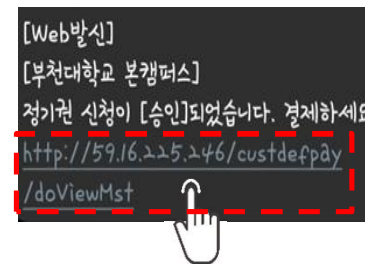 [Web발신]
[부천대학교 본캠퍼스]
정기권 신청이 [승인]되었습니다. 결제하세요
http://59.16.225.246/custdefpay
/doViewMst